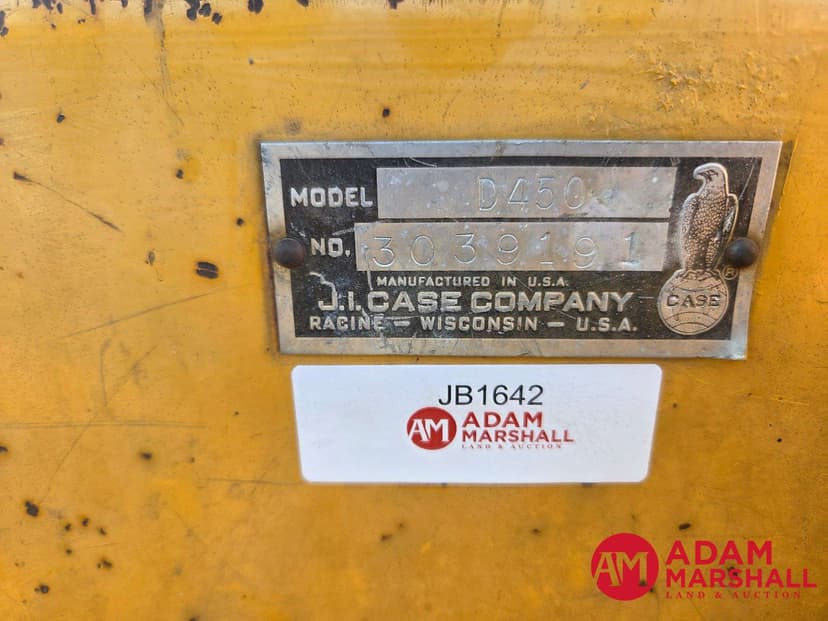 MODEL D450
NO. 3039191
MANUFACTURED IN U.S.A.
J.I. CASE COMPANY
RACINE — WISCONSIN — U.S.A.
CASE
®
JB1642
AM ADAM
MARSHALL
LAND & AUCTION
AM ADAM
MARSHALL
LAND & AUCTION